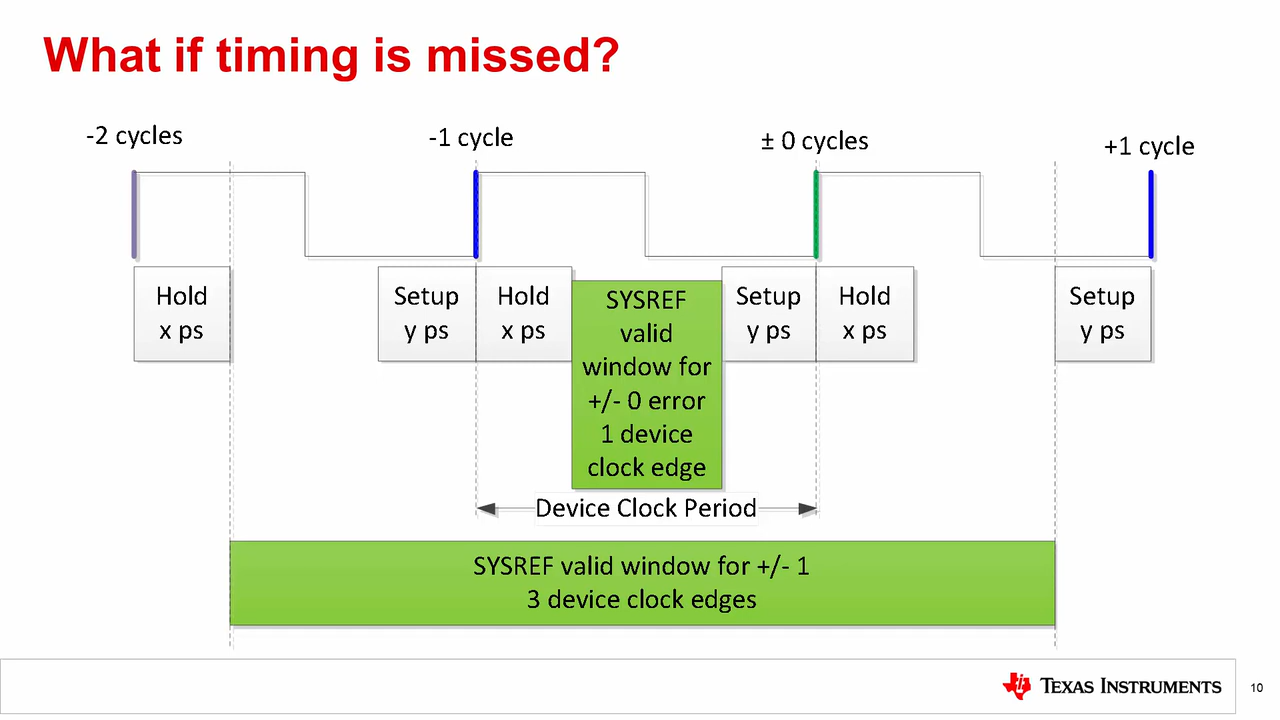 What if timing is missed?
-2 cycles
-1 cycle
± 0 cycles
+1 cycle
Hold
x ps
Setup
y ps
Hold
x ps
SYSREF
valid
window for
+/- 0 error
1 device
clock edge
Setup
y ps
Hold
x ps
Setup
y ps
Device Clock Period
SYSREF valid window for +/- 1
3 device clock edges
TEXAS INSTRUMENTS
10